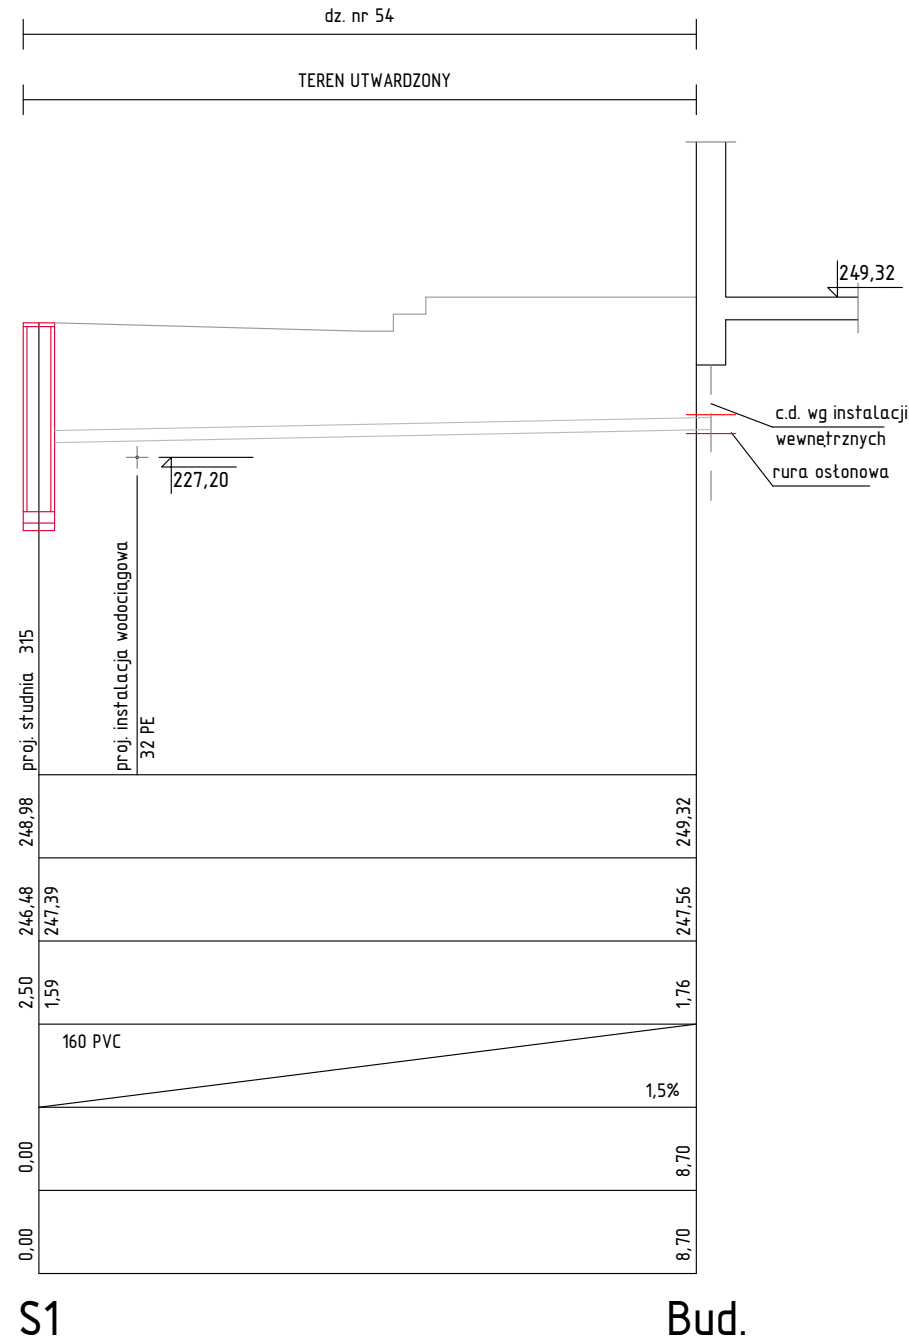 dz. nr 54
TEREN UTWARDZONY
249,32
c.d. wg instalacji
wewnętrznych
rura osłonowa
227,20
proj. studnia 315
proj. instalacja wodociągowa
32 PE
248,98
249,32
246,48
247,39
247,56
2,50
1,59
1,76
160 PVC
1,5%
0,00
8,70
0,00
8,70
S1
Bud.